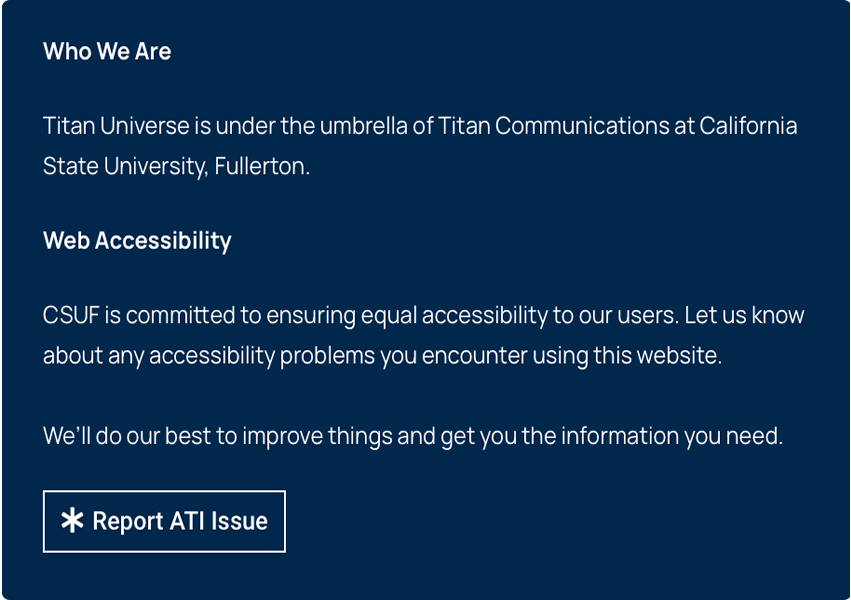 Who We Are
Titan Universe is under the umbrella of Titan Communications at California
State University, Fullerton.
Web Accessibility
CSUF is committed to ensuring equal accessibility to our users. Let us know
about any accessibility problems you encounter using this website.
We’ll do our best to improve things and get you the information you need.
* Report ATI Issue